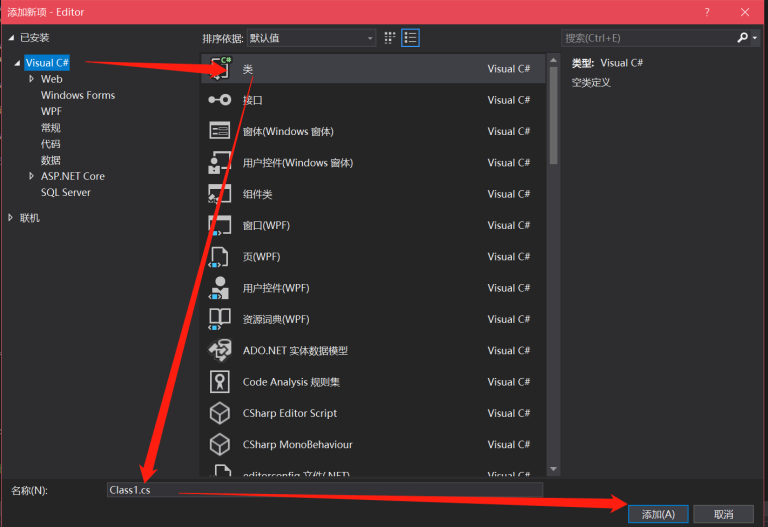 添加新项 - Editor
?
已安装
排序依据: 默认值
搜索(Ctrl+E)
Visual C#
Web
Windows Forms
WPF
常规
代码
数据
ASP.NET Core
SQL Server
联机
C#
类 Visual C#
接口 Visual C#
窗体(Windows 窗体) Visual C#
用户控件(Windows 窗体) Visual C#
组件类 Visual C#
窗口(WPF) Visual C#
页(WPF) Visual C#
用户控件(WPF) Visual C#
资源词典(WPF) Visual C#
ADO.NET 实体数据模型 Visual C#
Code Analysis 规则集 Visual C#
CSharp Editor Script Visual C#
CSharp MonoBehaviour Visual C#
editorconfig 文件(.NET) Visual C#
类型: Visual C#
空类定义
名称(N):
Class1.cs
添加(A)
取消